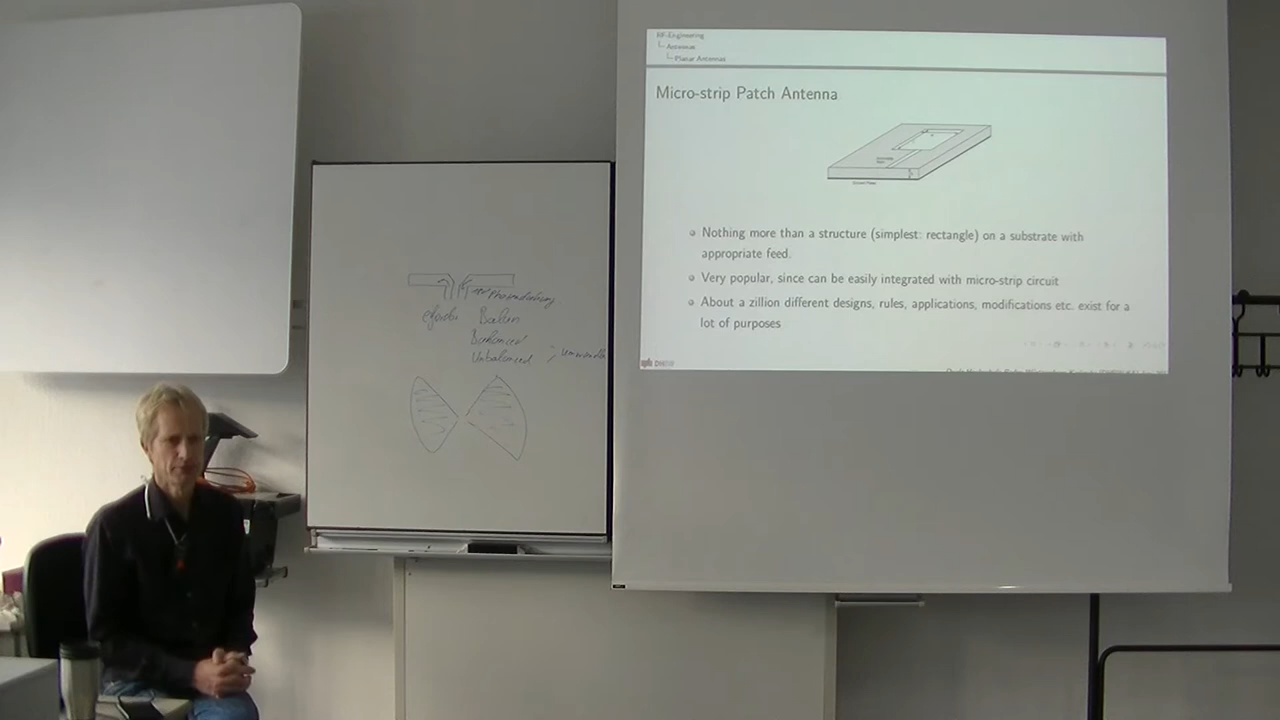 Balun
Balanced
Unbalanced
RF-Engineering
Antennas
Planar Antennas
Micro-strip Patch Antenna
Nothing more than a structure (simplest: rectangle) on a substrate with
appropriate feed.
Very popular, since can be easily integrated with micro-strip circuit
About a zillion different designs, rules, applications, modifications etc. exist for a
lot of purposes